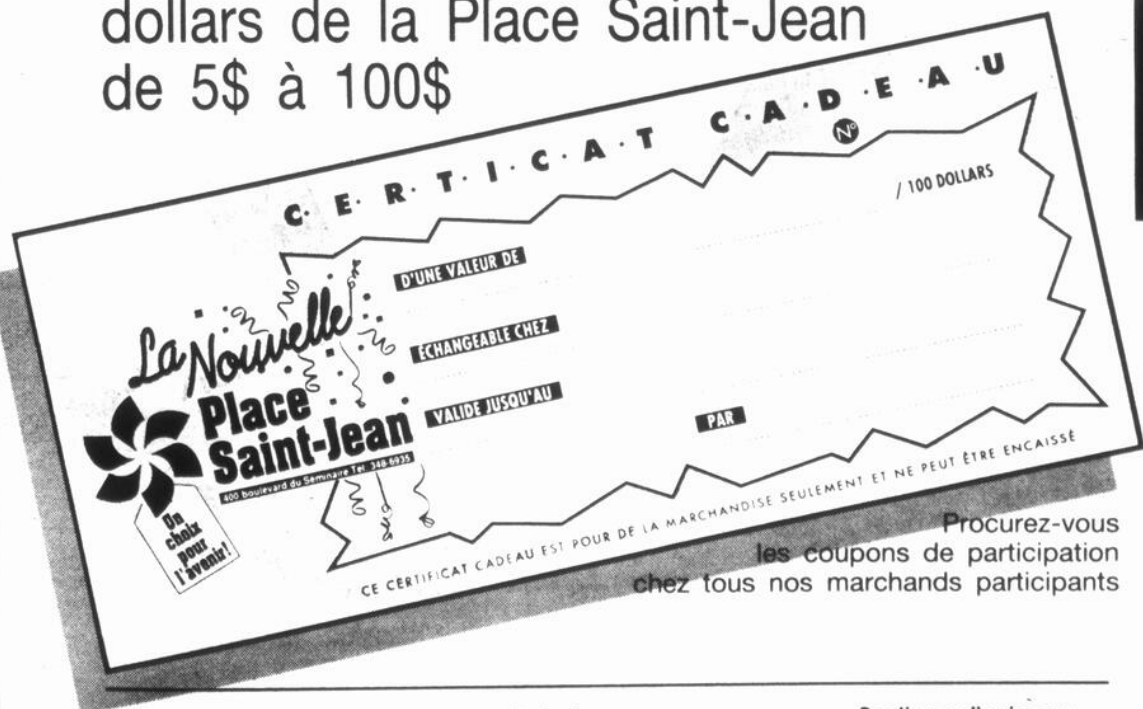 dollars de la Place Saint-Jean
de 5$ à 100$
C·E·R·T·I·C·A·T C·A·D·E·A·U
N°
/ 100 DOLLARS
D'UNE VALEUR DE
ÉCHANGEABLE CHEZ
VALIDE JUSQU'AU
PAR
La Nouvelle
Place
Saint-Jean
400 boulevard du Séminaire Tel: 348-6935
Un
choix
pour
l'avenir!
CE CERTIFICAT CADEAU EST POUR DE LA MARCHANDISE SEULEMENT ET NE PEUT ÊTRE ENCAISSÉ
Procurez-vous
les coupons de participation
chez tous nos marchands participants